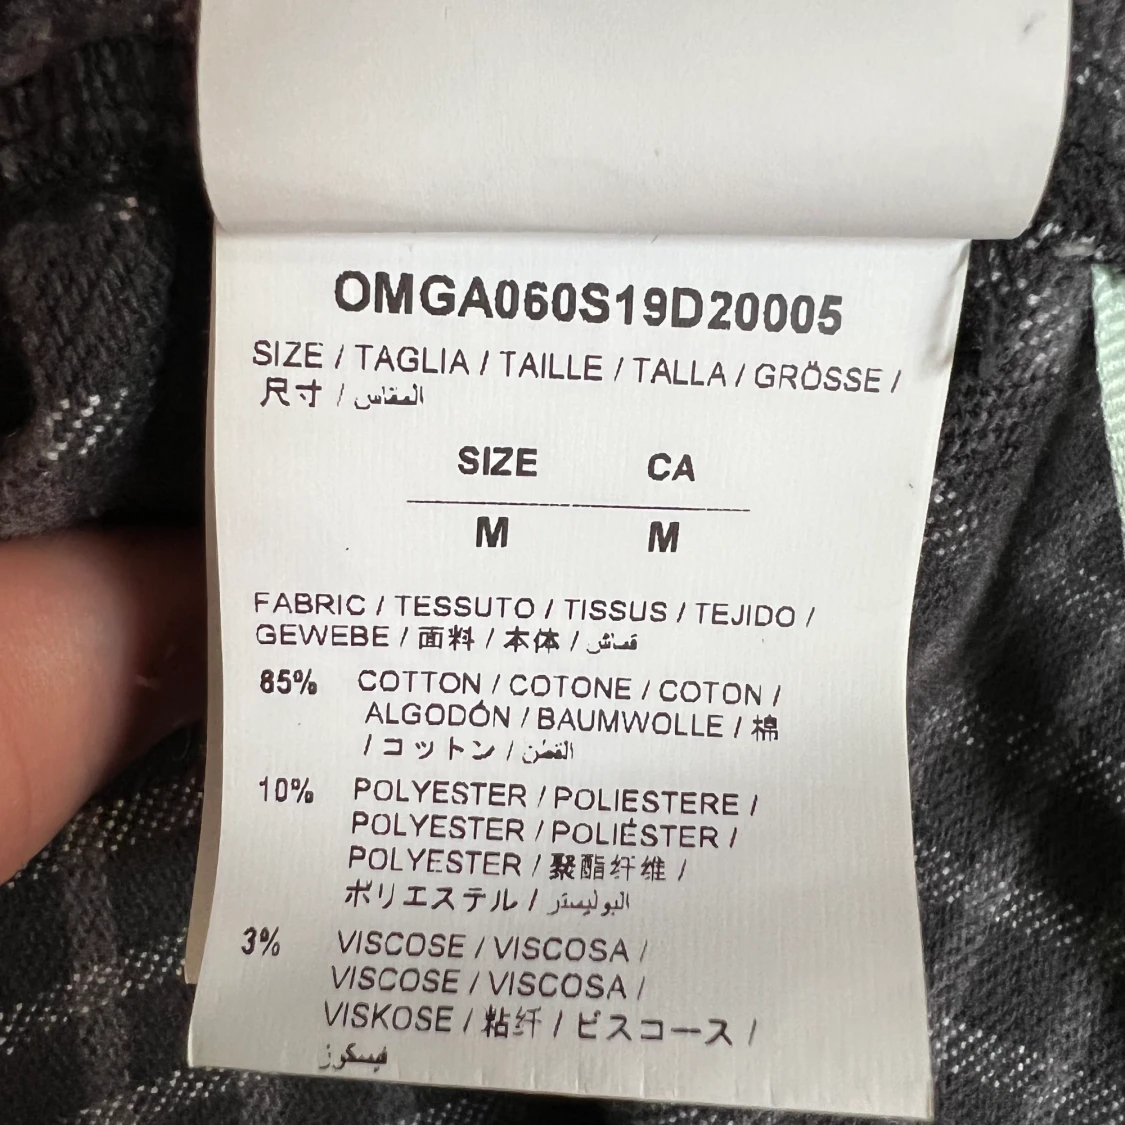 OMGA060S19D20005
SIZE / TAGLIA / TAILLE / TALLA / GRÖSSE /
尺寸 / المقاس
SIZE CA
M M
FABRIC / TESSUTO / TISSUS / TEJIDO /
GEWEBE / 面料 / 本体 / قماش
85% COTTON / COTONE / COTON /
ALGODÓN / BAUMWOLLE / 棉
/ コットン / القطن
10% POLYESTER / POLIESTERE /
POLYESTER / POLIÉSTER /
POLYESTER / 聚酯纤维 /
ポリエステル / البوليستر
3% VISCOSE / VISCOSA /
VISCOSE / VISCOSA /
VISKOSE / 粘纤 / ビスコース /
فيسكوز